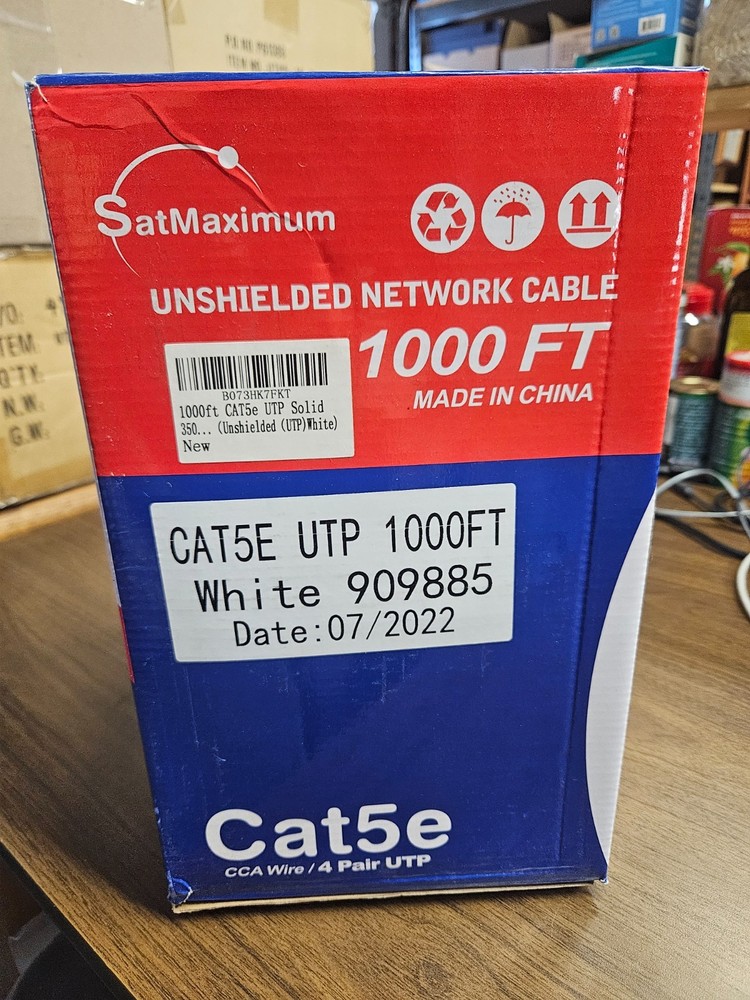 SatMaximum
UNSHIELDED NETWORK CABLE
1000 FT
MADE IN CHINA
B073HK7FKT
1000ft CAT5e UTP Solid
350... (Unshielded (UTP)White)
New
CAT5E UTP 1000FT
White 909885
Date:07/2022
Cat5e
CCA Wire / 4 Pair UTP
Q'TY:
N.W:
G.W: